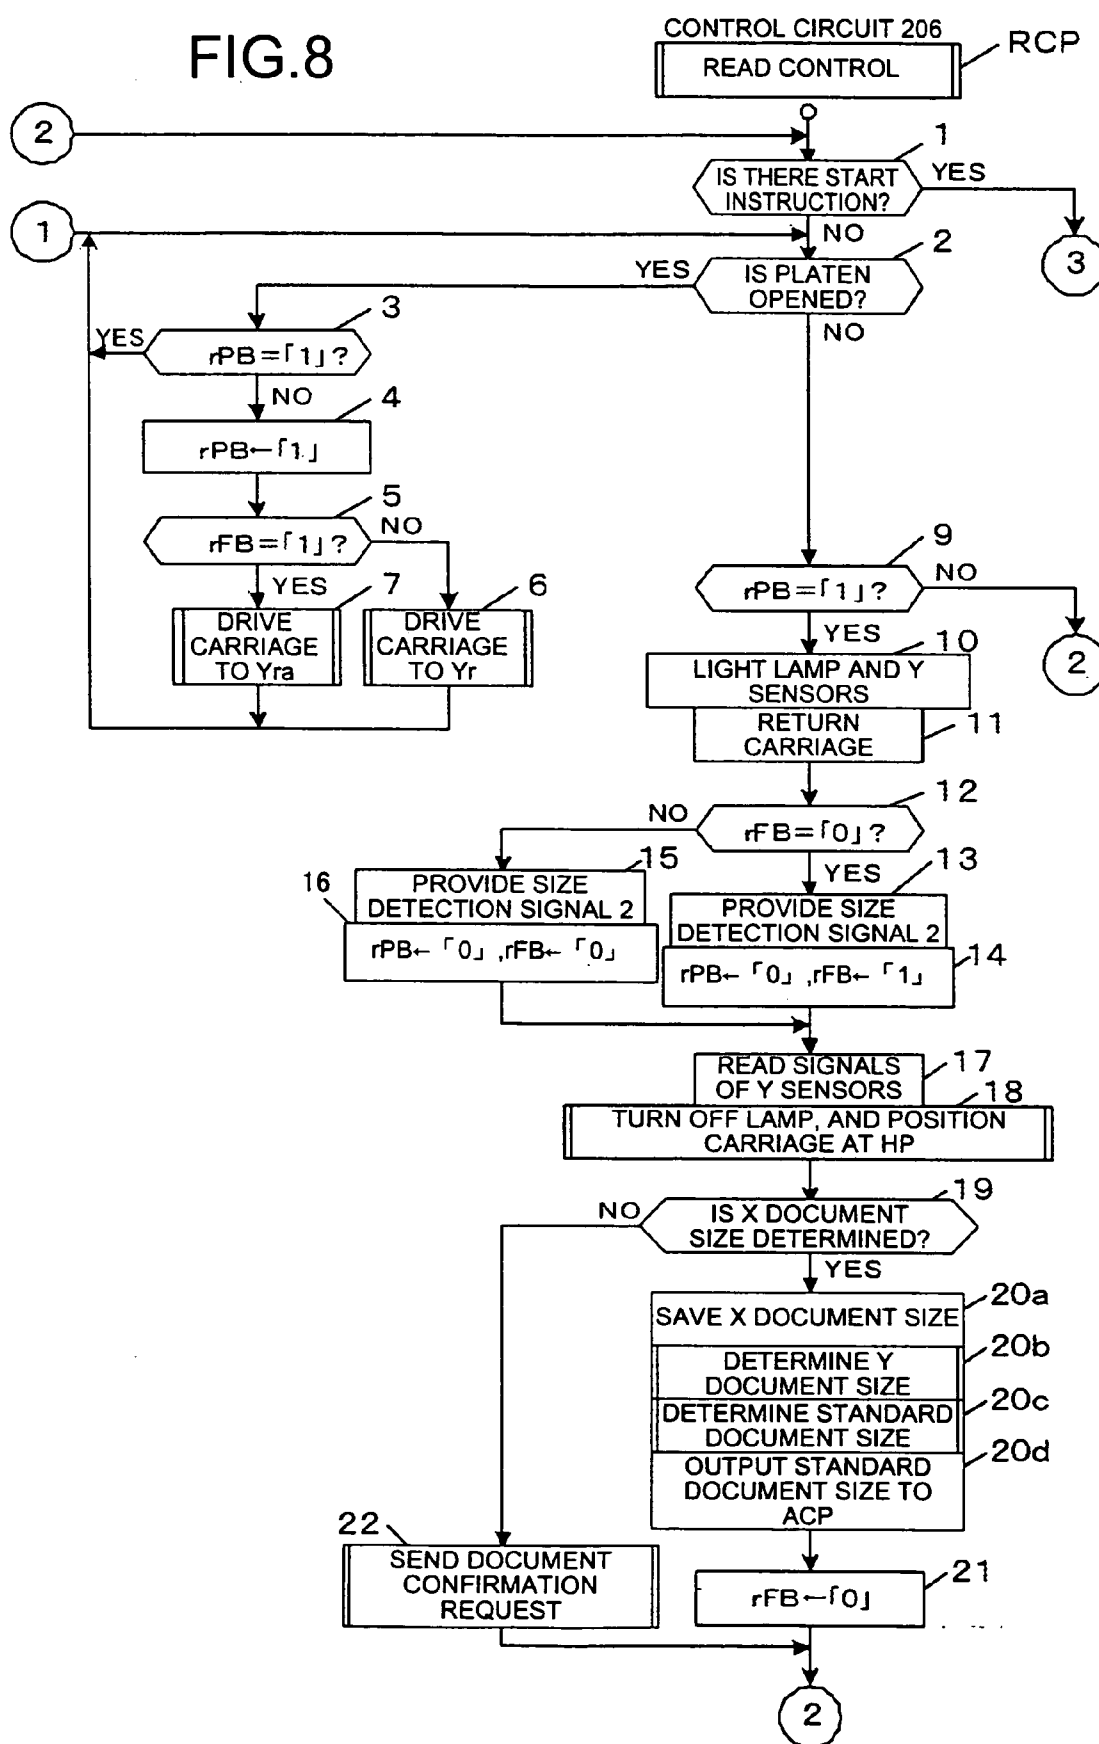 FIG.8
CONTROL CIRCUIT 206
READ CONTROL
RCP
2
1
IS THERE START
INSTRUCTION?
YES
3
NO
1
2
IS PLATEN
OPENED?
YES
NO
3
rPB=「1」?
YES
NO
4
rPB←「1」
5
rFB=「1」?
NO
YES
7
DRIVE
CARRIAGE
TO Yra
6
DRIVE
CARRIAGE
TO Yr
9
rPB=「1」?
NO
2
YES
10
LIGHT LAMP AND Y
SENSORS
RETURN
CARRIAGE
11
12
rFB=「0」?
NO
YES
15
PROVIDE SIZE
DETECTION SIGNAL 2
16
rPB←「0」,rFB←「0」
13
PROVIDE SIZE
DETECTION SIGNAL 2
rPB←「0」,rFB←「1」
14
READ SIGNALS
OF Y SENSORS
17
18
TURN OFF LAMP, AND POSITION
CARRIAGE AT HP
19
IS X DOCUMENT
SIZE DETERMINED?
NO
YES
SAVE X DOCUMENT SIZE
20a
DETERMINE Y
DOCUMENT SIZE
20b
DETERMINE STANDARD
DOCUMENT SIZE
20c
OUTPUT STANDARD
DOCUMENT SIZE TO
ACP
20d
22
SEND DOCUMENT
CONFIRMATION
REQUEST
21
rFB←「0」
2